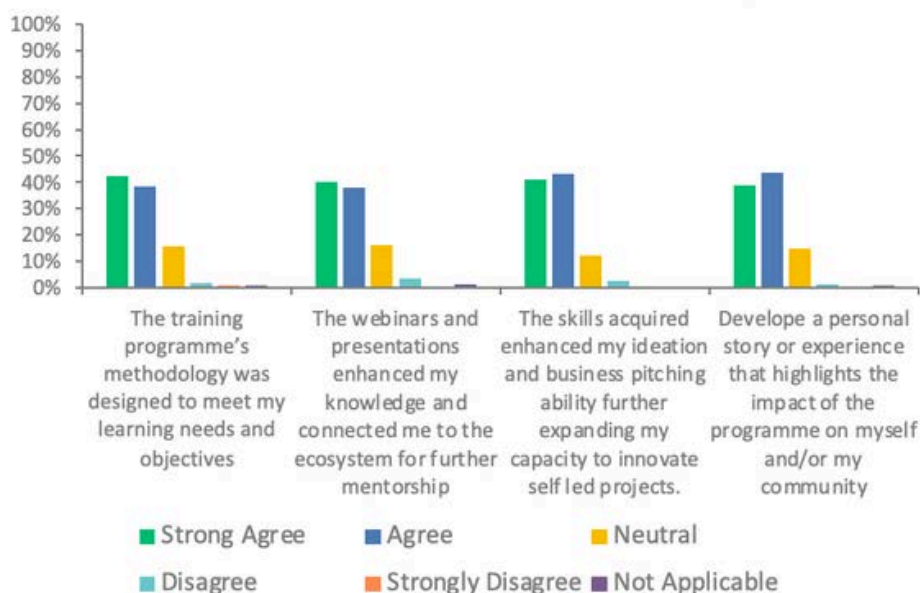 100%
90%
80%
70%
60%
50%
40%
30%
20%
10%
0%
The training
programme's
methodology was
designed to meet my
learning needs and
objectives
The webinars and
presentations
enhanced my
knowledge and
connected me to the
ecosystem for further
mentorship
The skills acquired
enhanced my ideation
and business pitching
ability further
expanding my
capacity to innovate
self led projects.
Develope a personal
story or experience
that highlights the
impact of the
programme on myself
and/or my
community
Strong Agree
Agree
Neutral
Disagree
Strongly Disagree
Not Applicable